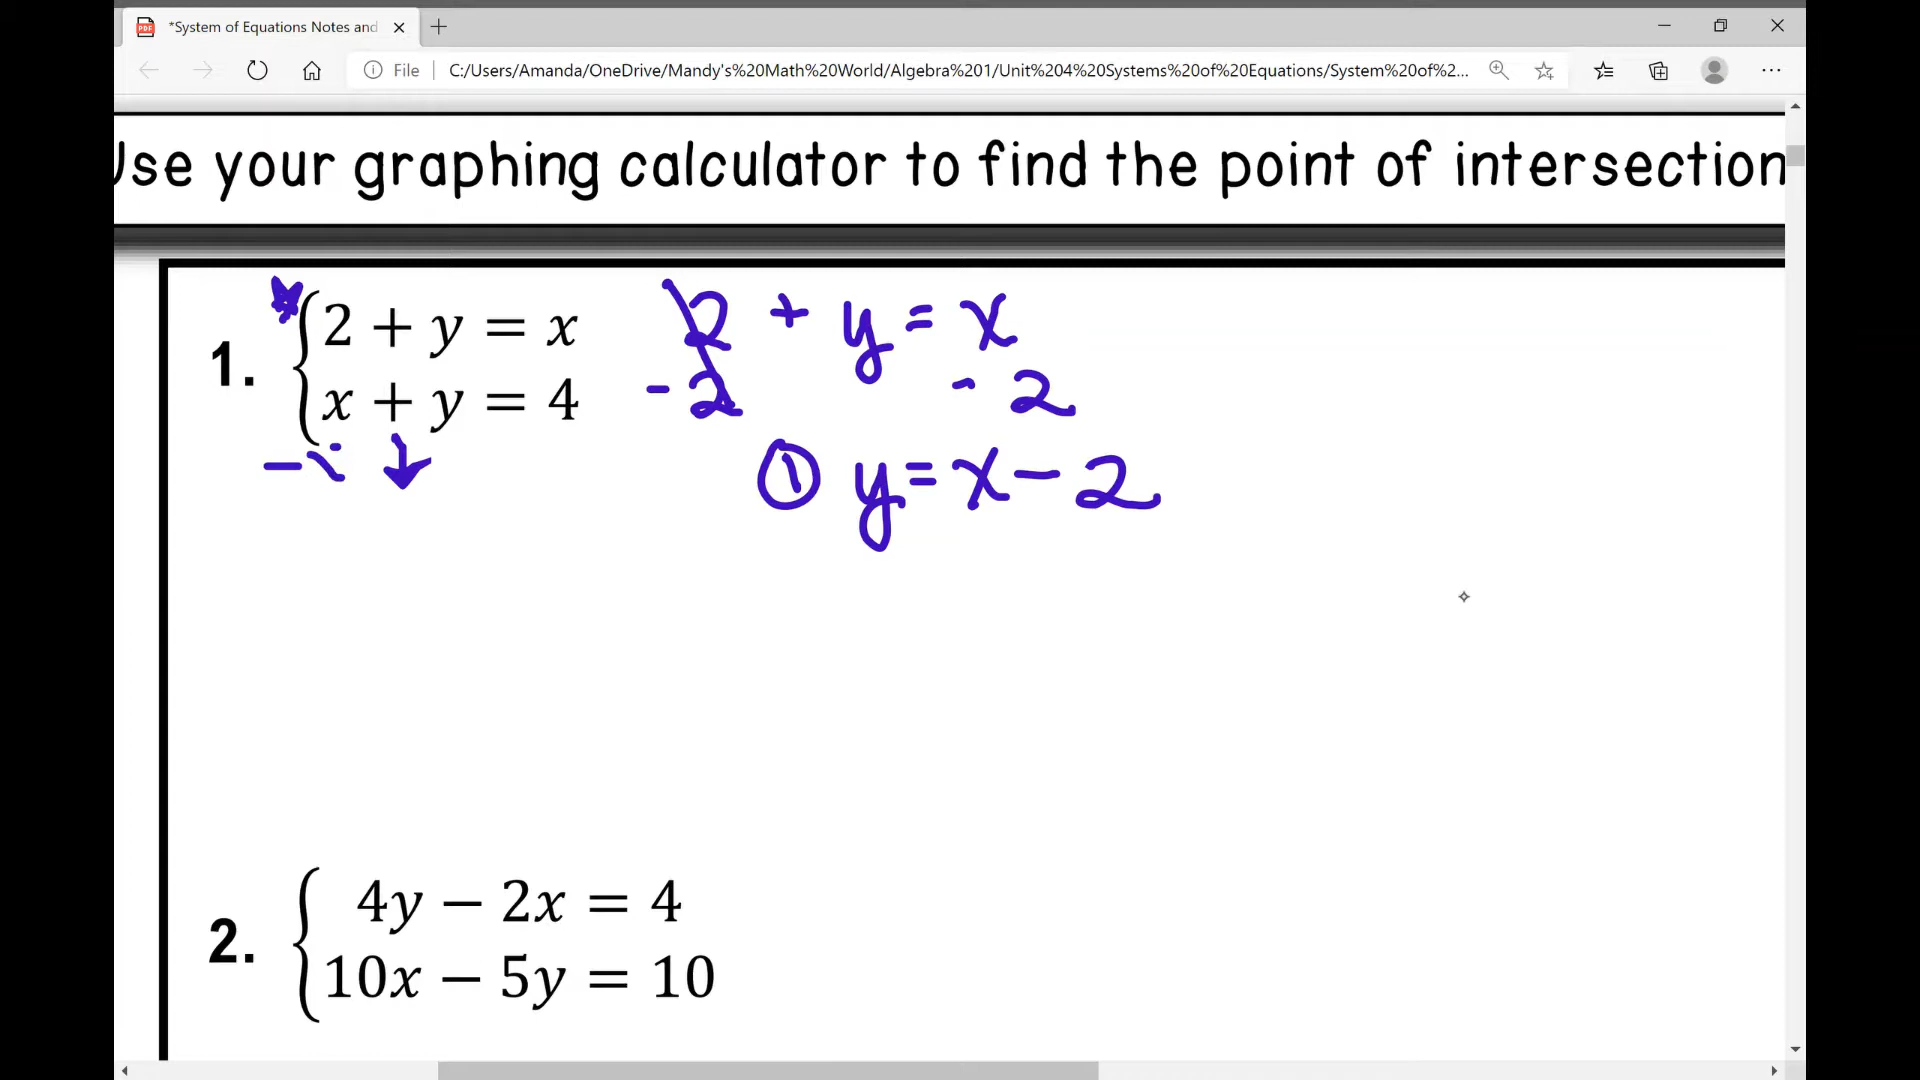 *System of Equations Notes and
File
C:/Users/Amanda/OneDrive/Mandy's%20Math%20World/Algebra%201/Unit%204%20Systems%20of%20Equations/System%20of%2...
Use your graphing calculator to find the point of intersection
1. 2 + y = x
x + y = 4
2 + y = x
- 2 - 2
① y = x - 2
- x ↓
2. 4y − 2x = 4
10x − 5y = 10